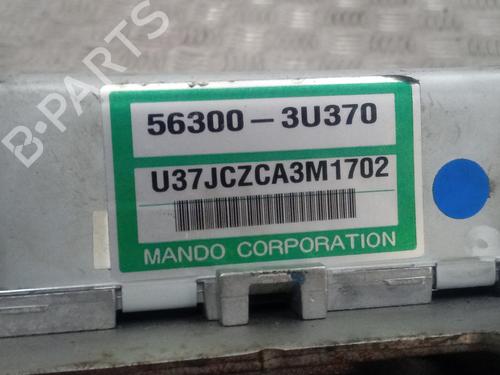 B-PARTS
56300-3U370
U37JCZCA3M1702
MANDO CORPORATION